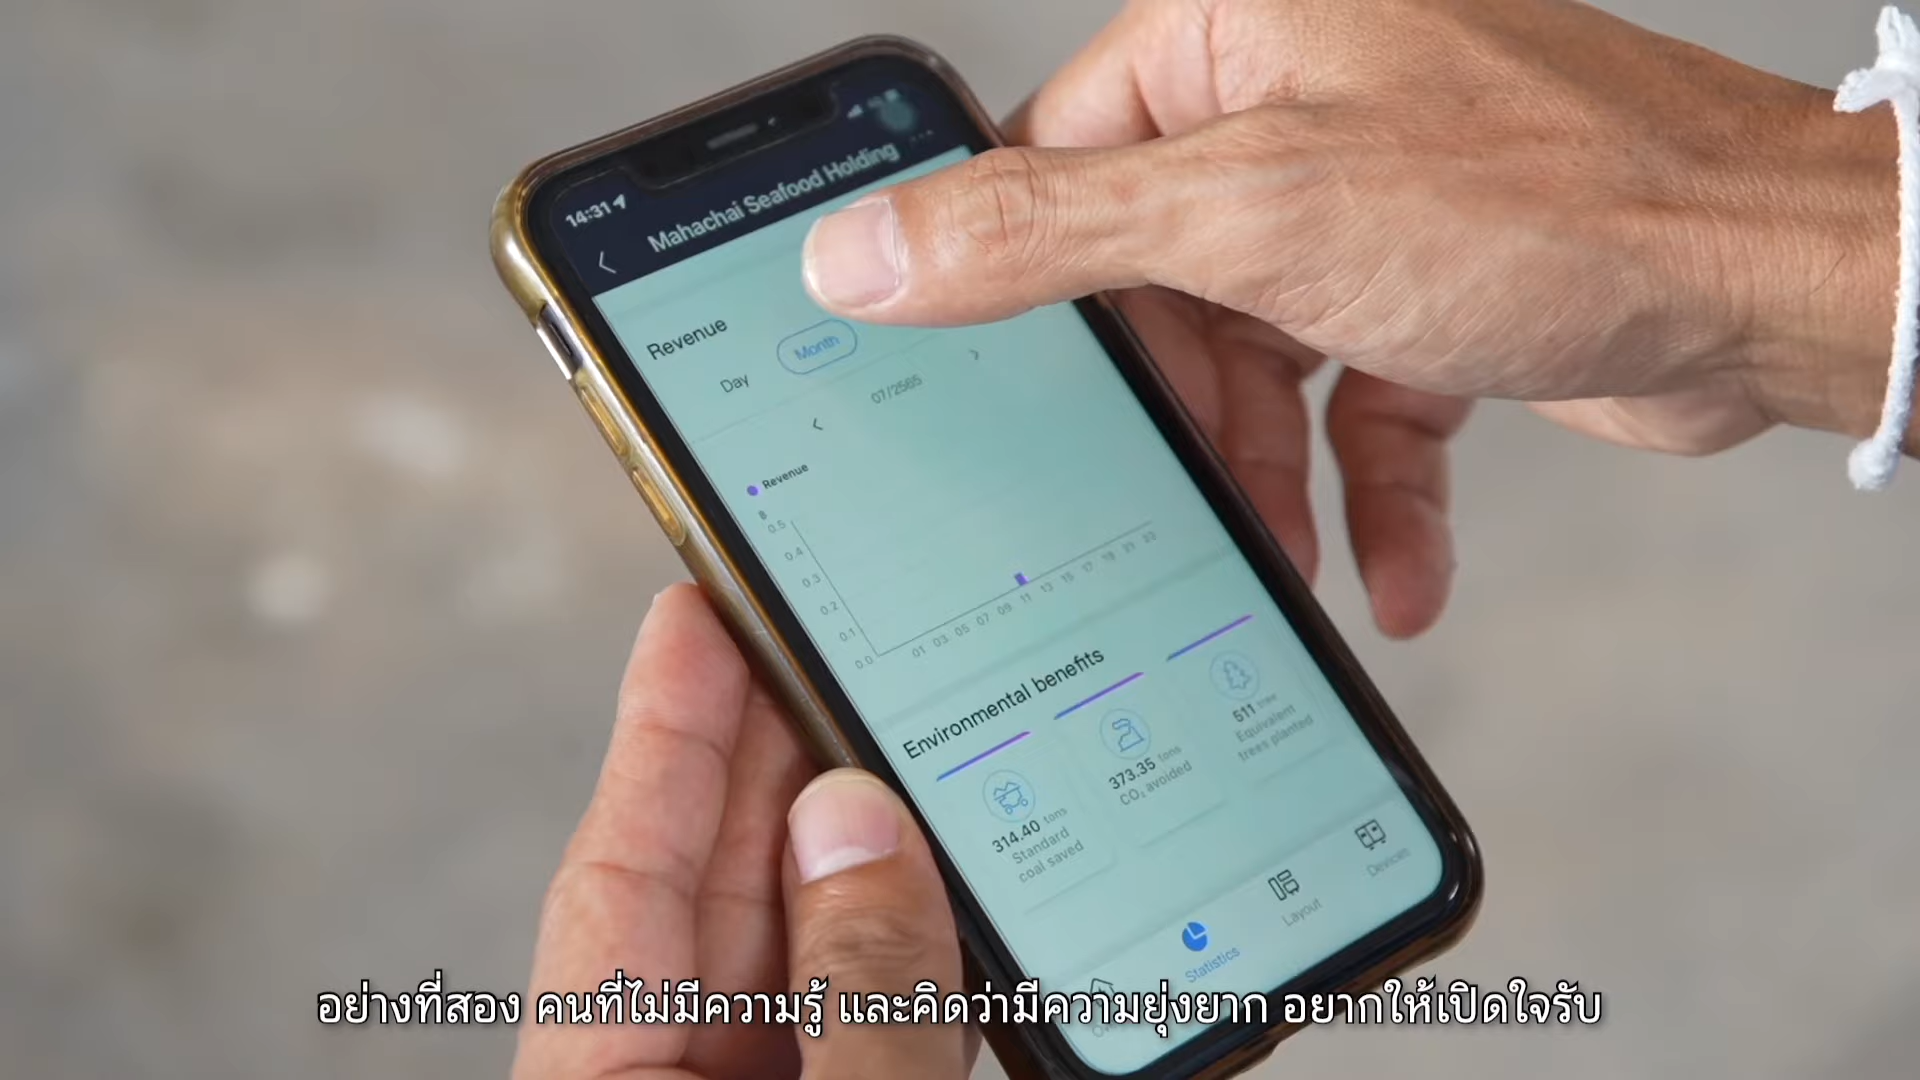 14:31
Mahachai Seafood Holding
Revenue
Day
Month
07/2565
Revenue
฿
0.5
0.4
0.3
0.2
0.1
0.0
01 03 05 07 09 11 13 15 17 19 21 23
Environmental benefits
314.40 tons
Standard
coal saved
373.35 tons
CO₂ avoided
511 tree
Equivalent
trees planted
Statistics
Layout
Devices
อย่างที่สอง คนที่ไม่มีความรู้ และคิดว่ามีความยุ่งยาก อยากให้เปิดใจรับ